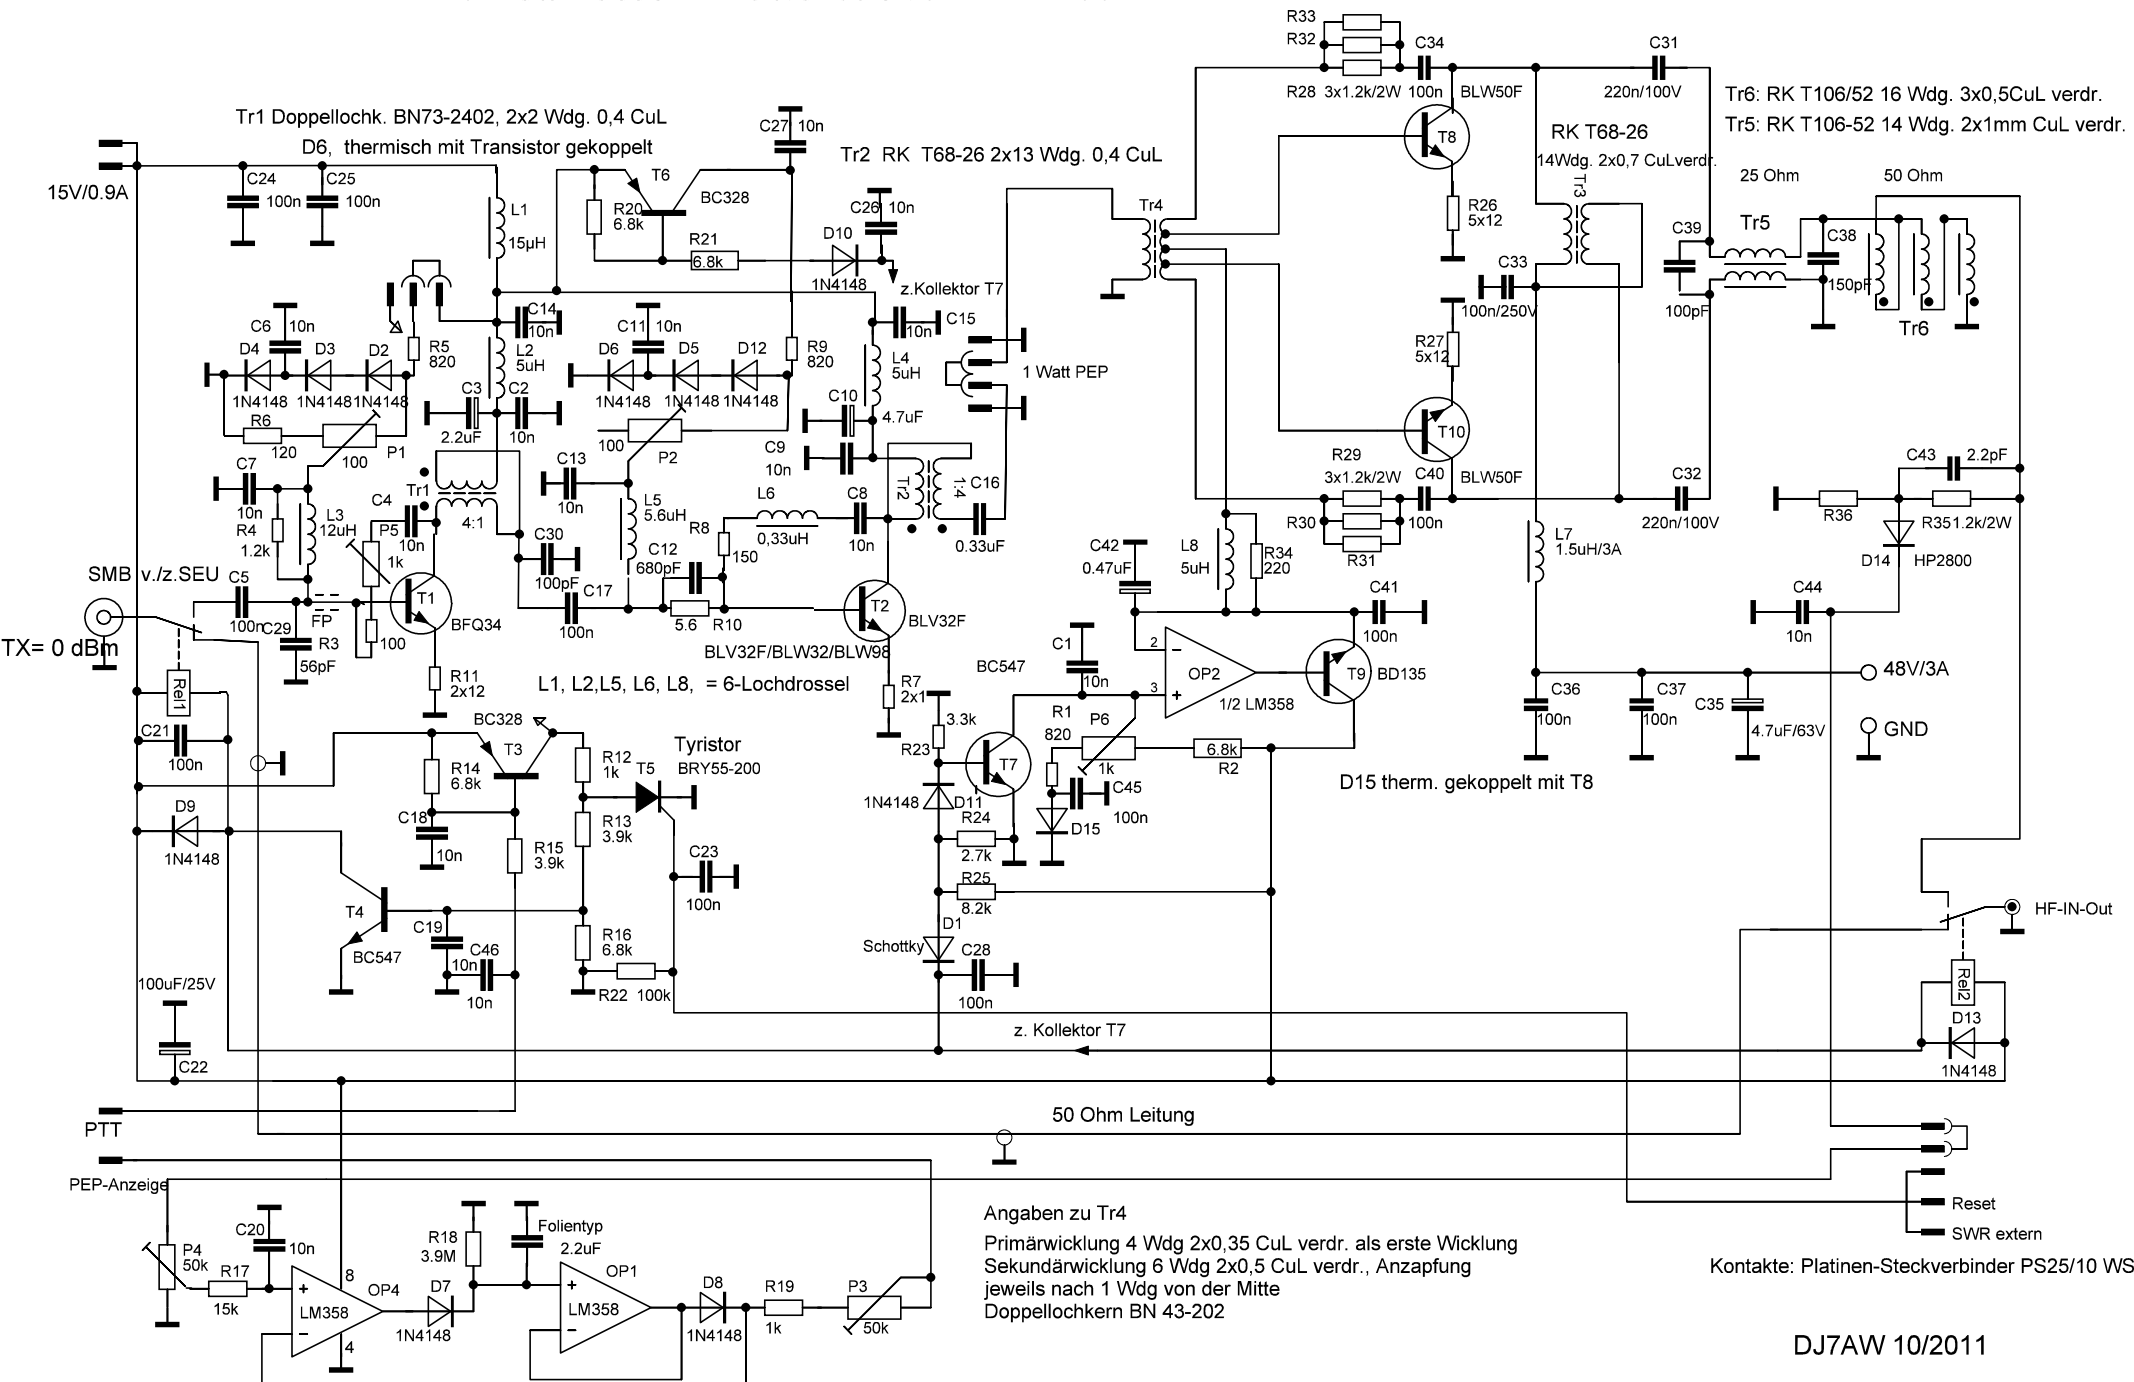 R33
R32
C34
C31
R28 3x1.2k/2W 100n
BLW50F
220n/100V
Tr6: RK T106/52 16 Wdg. 3x0,5CuL verdr.
Tr5: RK T106-52 14 Wdg. 2x1mm CuL verdr.
Tr1 Doppellochk. BN73-2402, 2x2 Wdg. 0,4 CuL
D6, thermisch mit Transistor gekoppelt
C27 10n
Tr2 RK T68-26 2x13 Wdg. 0,4 CuL
T8
RK T68-26
14Wdg. 2x0,7 CuLverdr.
15V/0.9A
C24
100n
C25
100n
L1
15µH
T6
BC328
R20
6.8k
R21
6.8k
C26 10n
D10
1N4148
z.Kollektor T7
Tr4
R26
5x12
Tr3
25 Ohm
50 Ohm
C39
Tr5
C38
150pF
100pF
Tr6
C33
100n/250V
C6 10n
D4 D3 D2
1N4148 1N4148 1N4148
R5
820
C14
10n
L2
5uH
C11 10n
D6 D5 D12
1N4148 1N4148 1N4148
R9
820
C15
10n
L4
5uH
1 Watt PEP
R27
5x12
R6
120
100
P1
C3
2.2uF
C2
10n
100
P2
C10
4.7uF
C9
10n
T10
BLW50F
R29
3x1.2k/2W
C40
100n
R30
R31
C32
220n/100V
C43 2.2pF
R36
R351.2k/2W
D14
HP2800
C7
10n
R4
1.2k
L3
12uH
C4
10n
P5
1k
Tr1
4:1
C13
10n
L5
5.6uH
L6
0,33uH
R8
150
C8
10n
Tr2
1:4
C16
0.33uF
C30
100pF
C12
680pF
C42
0.47uF
L8
5uH
R34
220
L7
1.5uH/3A
SMB v./z.SEU
C5
100n
C29
56pF
FP
R3
100
T1
BFQ34
C17
100n
5.6
R10
T2
BLV32F
BLV32F/BLW32/BLW98
C41
100n
C44
10n
TX= 0 dBm
Rel1
R11
2x12
L1, L2,L5, L6, L8, = 6-Lochdrossel
R7
2x1
BC547
C1
10n
2
3
OP2
1/2 LM358
T9
BD135
48V/3A
C36
100n
C37
100n
C35
4.7uF/63V
GND
C21
100n
BC328
T3
R14
6.8k
R12
1k
T5
Tyristor
BRY55-200
3.3k
R23
T7
R1
820
P6
1k
6.8k
R2
C45
100n
D15
D15 therm. gekoppelt mit T8
D9
1N4148
C18
10n
R15
3.9k
R13
3.9k
C23
100n
1N4148
D11
R24
2.7k
R25
8.2k
T4
BC547
C19
10n
C46
10n
R16
6.8k
R22 100k
D1
Schottky
C28
100n
HF-IN-Out
Rel2
D13
1N4148
100uF/25V
C22
z. Kollektor T7
PTT
50 Ohm Leitung
PEP-Anzeige
P4
50k
C20
10n
R17
15k
8
4
OP4
LM358
R18
3.9M
D7
1N4148
Folientyp
2.2uF
OP1
LM358
D8
1N4148
R19
1k
P3
50k
Angaben zu Tr4
Primärwicklung 4 Wdg 2x0,35 CuL verdr. als erste Wicklung
Sekundärwicklung 6 Wdg 2x0,5 CuL verdr., Anzapfung
jeweils nach 1 Wdg von der Mitte
Doppellochkern BN 43-202
Reset
SWR extern
Kontakte: Platinen-Steckverbinder PS25/10 WS
DJ7AW 10/2011